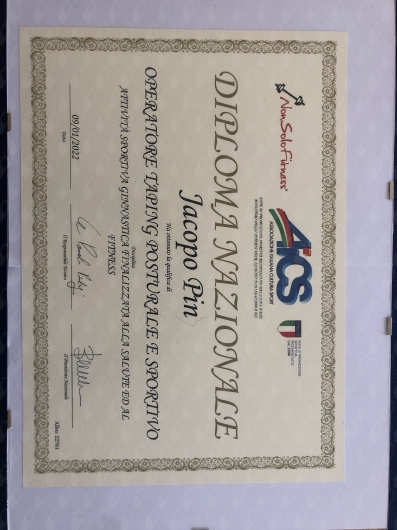 NonSoloFitness
AiCS
ASSOCIAZIONE ITALIANA CULTURA SPORT
DIPLOMA NAZIONALE
Jacopo Pin
Ha ottenuto la qualifica di
OPERATORE TAPING POSTURALE E SPORTIVO
Disciplina
ATTIVITÀ SPORTIVA GINNASTICA FINALIZZATA ALLA SALUTE ED AL
FITNESS
09/01/2022
Data
Il Responsabile Tecnico
Il Presidente Nazionale